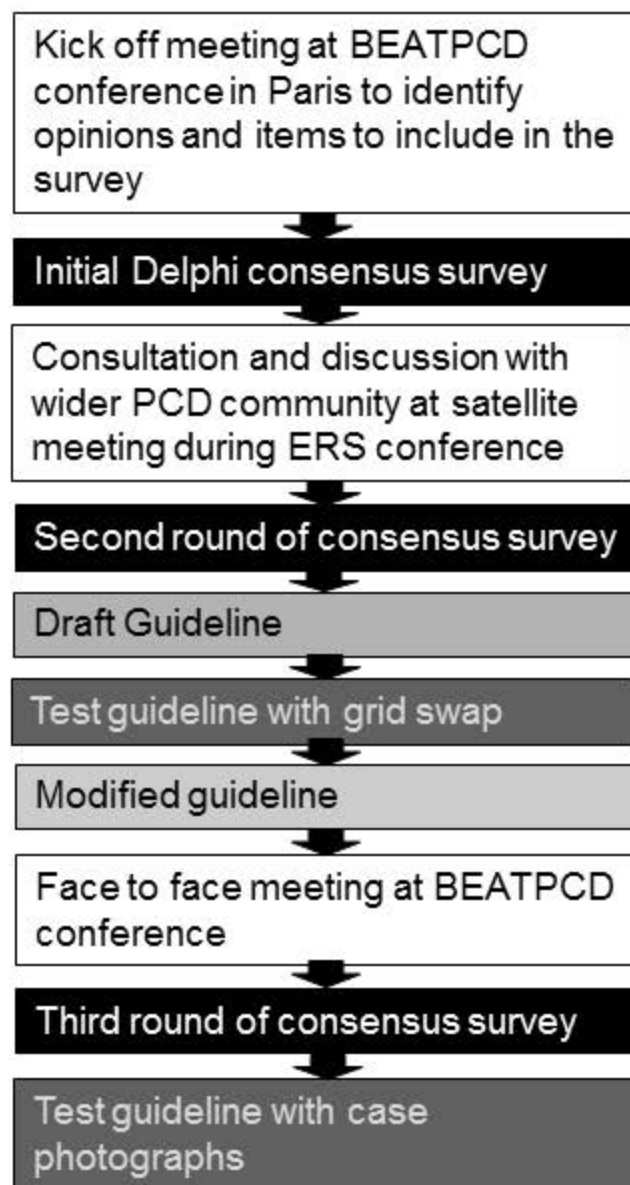 Kick off meeting at BEATPCD
conference in Paris to identify
opinions and items to include in the
survey
Initial Delphi consensus survey
Consultation and discussion with
wider PCD community at satellite
meeting during ERS conference
Second round of consensus survey
Draft Guideline
Test guideline with grid swap
Modified guideline
Face to face meeting at BEATPCD
conference
Third round of consensus survey
Test guideline with case
photographs